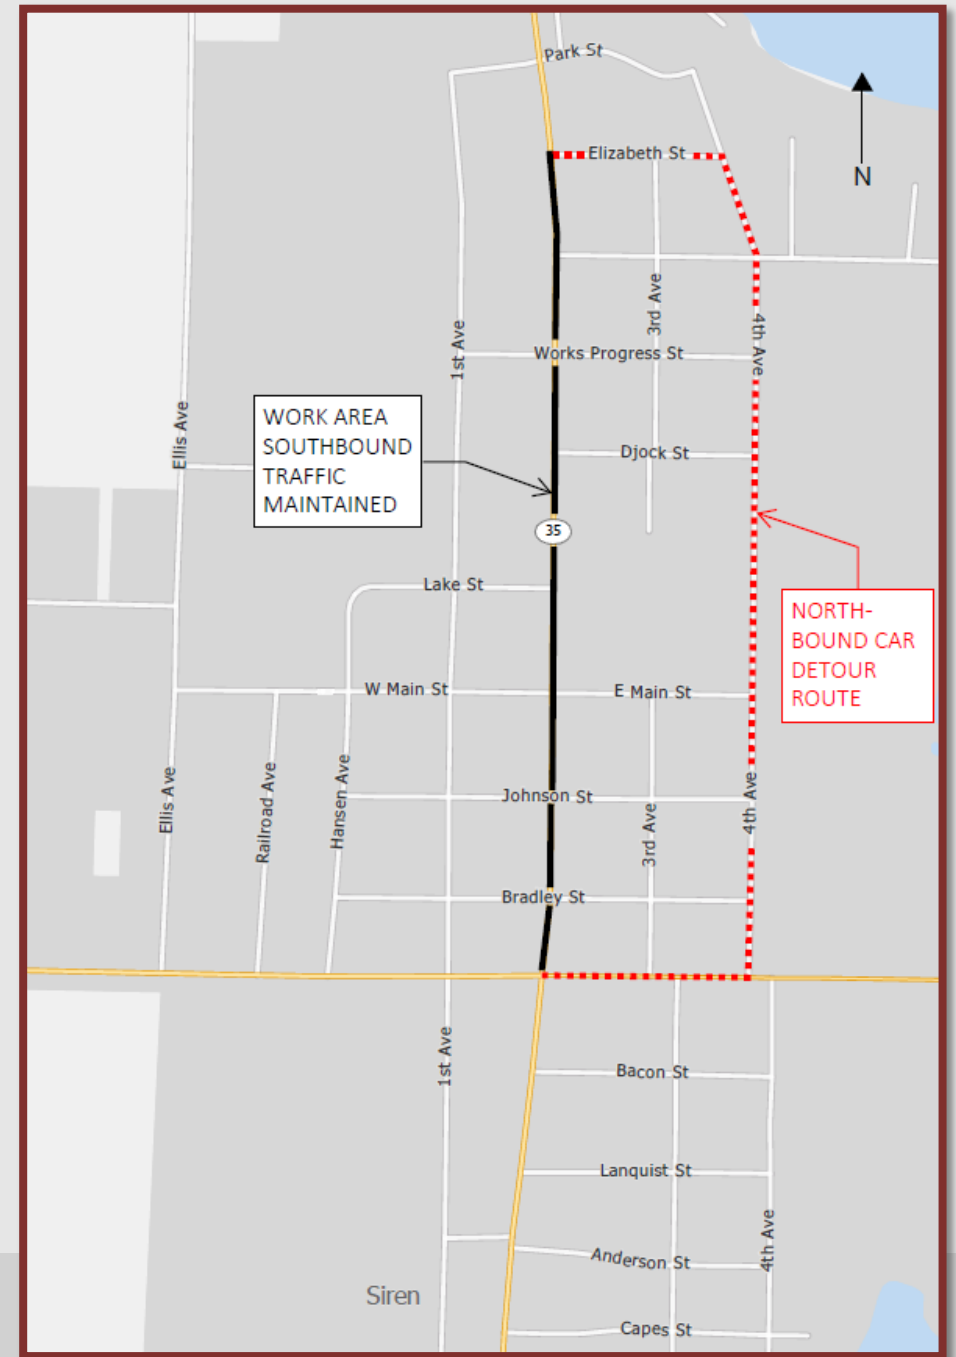 Park St
Elizabeth St
N
3rd Ave
4th Ave
1st Ave
Works Progress St
WORK AREA
SOUTHBOUND
TRAFFIC
MAINTAINED
Ellis Ave
Djock St
35
Lake St
NORTH-
BOUND CAR
DETOUR
ROUTE
W Main St
E Main St
Ellis Ave
Railroad Ave
Hansen Ave
Johnson St
3rd Ave
4th Ave
Bradley St
1st Ave
Bacon St
Lanquist St
4th Ave
Anderson St
Siren
Capes St